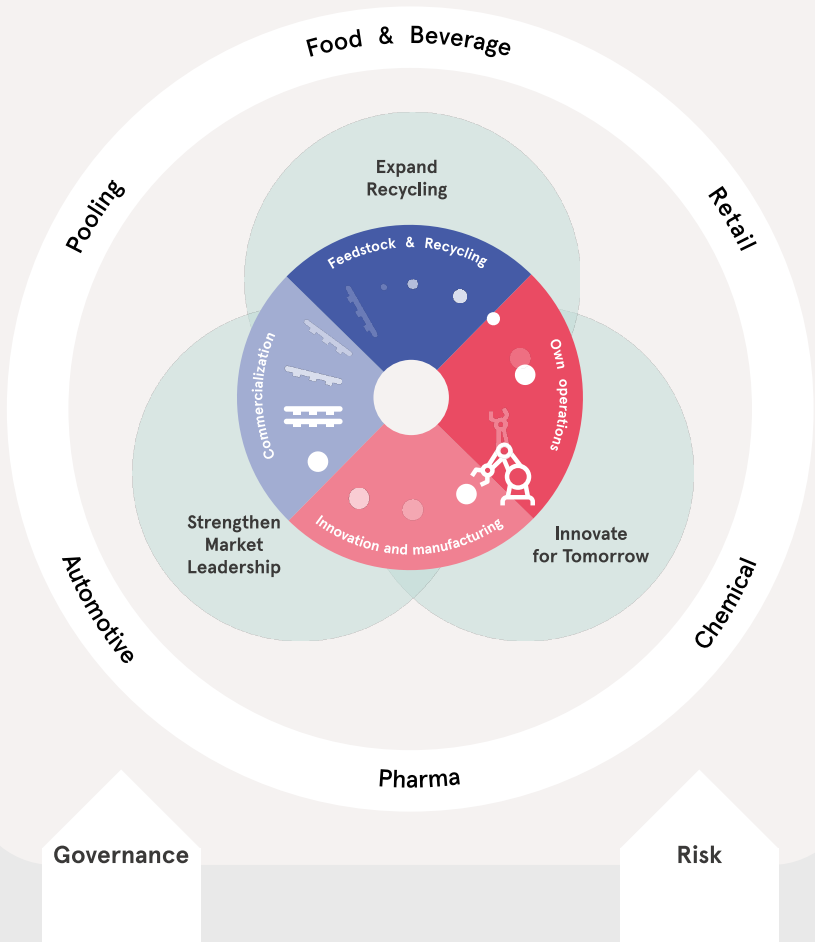 Food & Beverage
Pooling
Retail
Expand
Recycling
Feedstock & Recycling
Commercialization
Own operations
Innovation and manufacturing
Strengthen
Market
Leadership
Innovate
for Tomorrow
Automotive
Chemical
Pharma
Governance
Risk